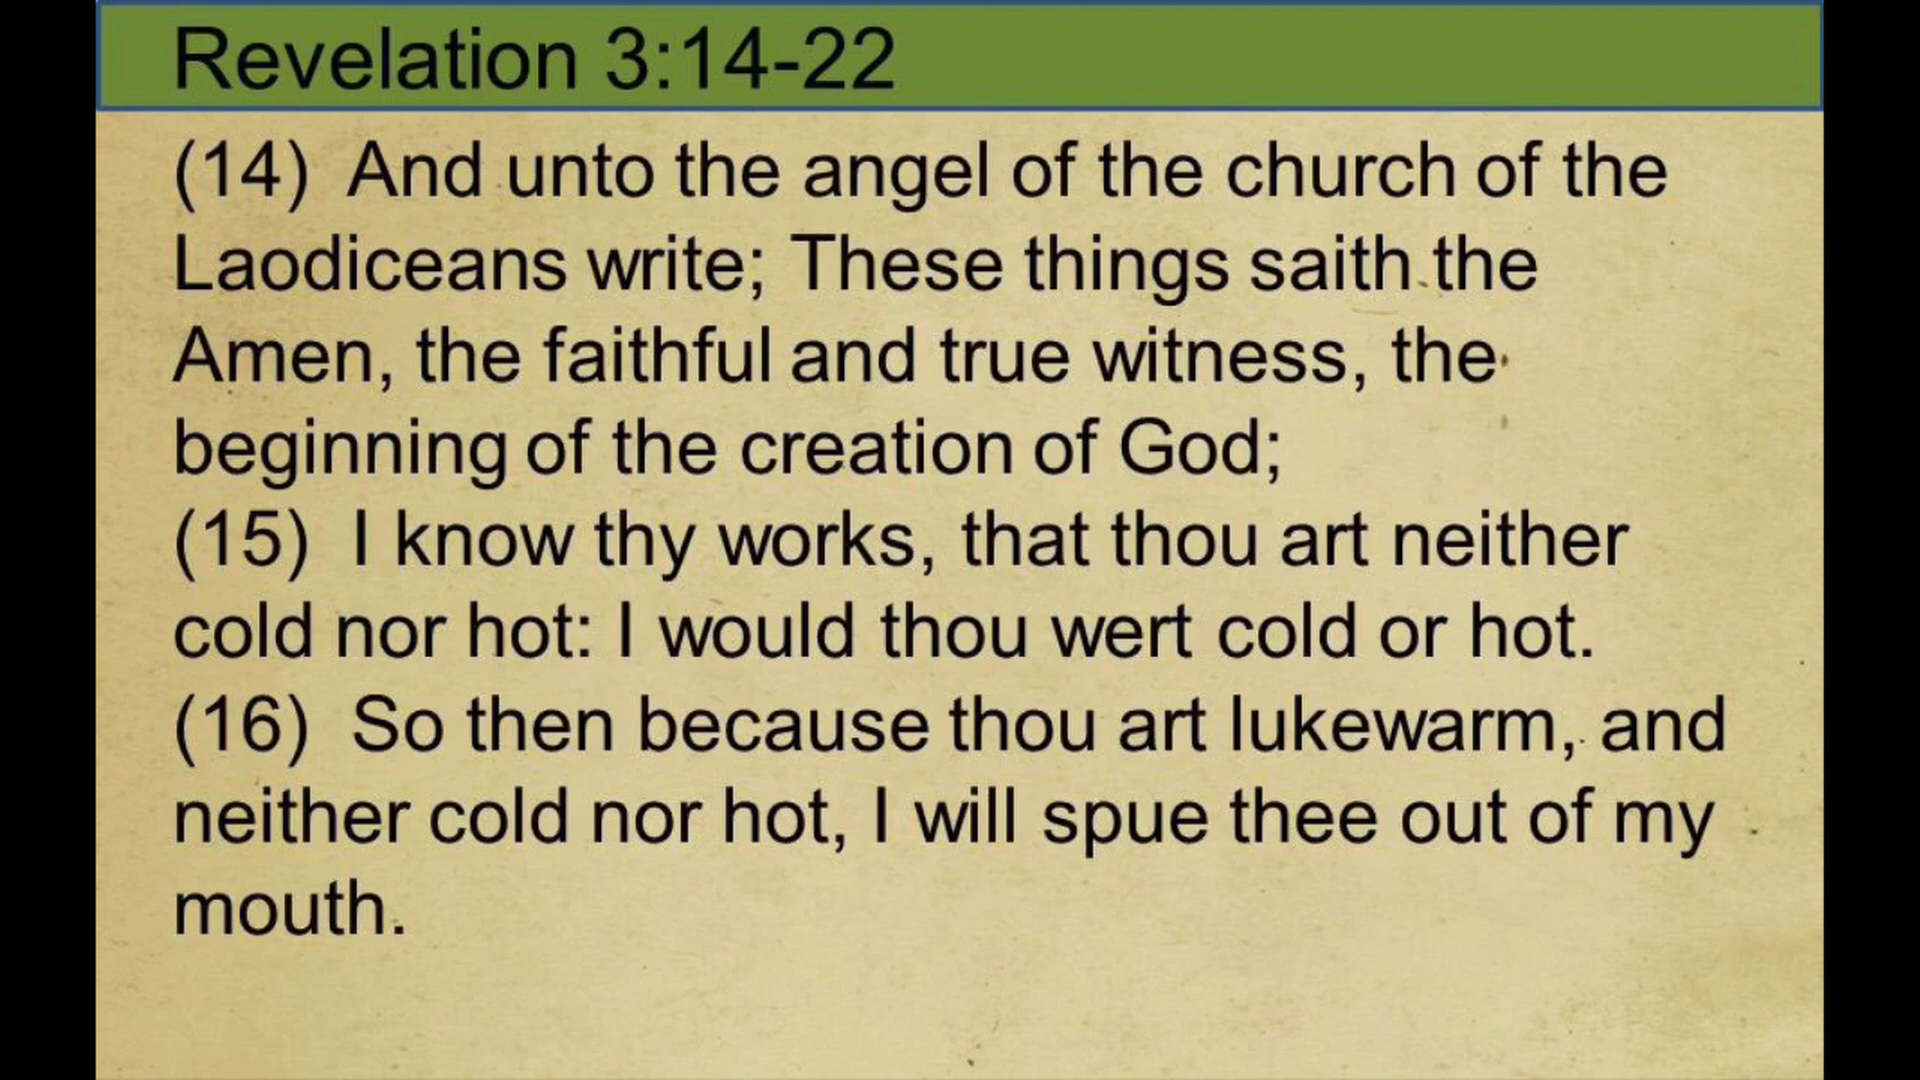 Revelation 3:14-22
(14) And unto the angel of the church of the
Laodiceans write; These things saith the
Amen, the faithful and true witness, the
beginning of the creation of God;
(15) I know thy works, that thou art neither
cold nor hot: I would thou wert cold or hot.
(16) So then because thou art lukewarm, and
neither cold nor hot, I will spue thee out of my
mouth.